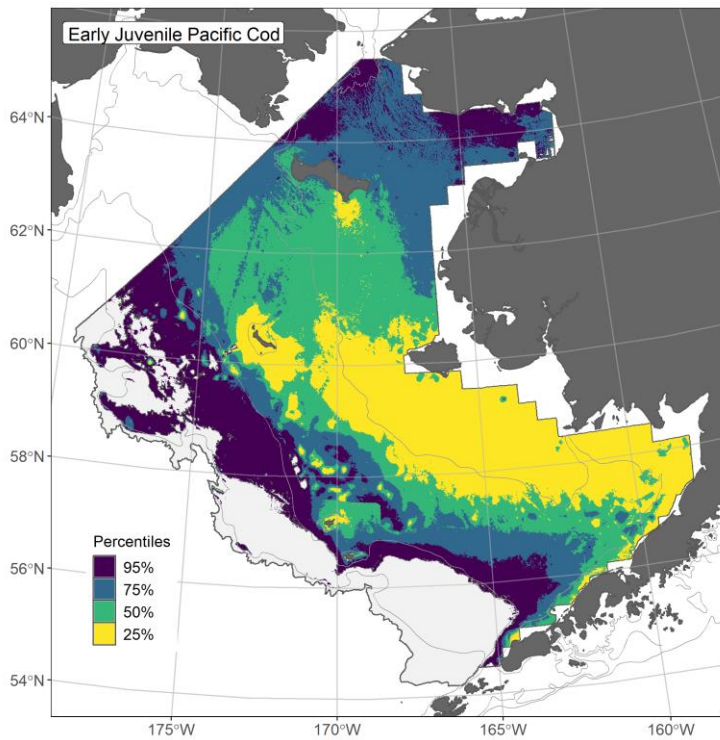 Early Juvenile Pacific Cod
64°N
62°N
60°N
58°N
56°N
54°N
Percentiles
95%
75%
50%
25%
175°W
170°W
165°W
160°W